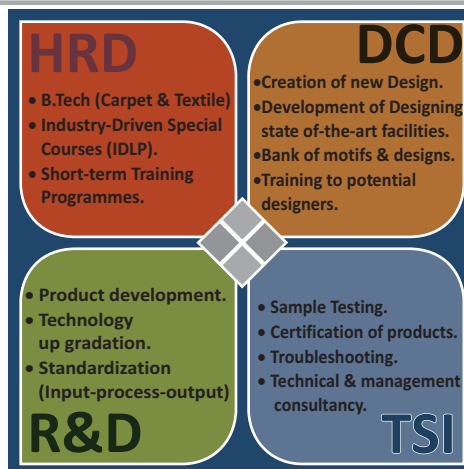 HRD
• B.Tech (Carpet & Textile)
• Industry-Driven Special
Courses (IDLP).
• Short-term Training
Programmes.
DCD
•Creation of new Design.
•Development of Designing
state of-the-art facilities.
•Bank of motifs & designs.
•Training to potential
designers.
• Product development.
• Technology
up gradation.
• Standardization
(Input-process-output)
R&D
• Sample Testing.
• Certification of products.
• Troubleshooting.
• Technical & management
consultancy.
TSI